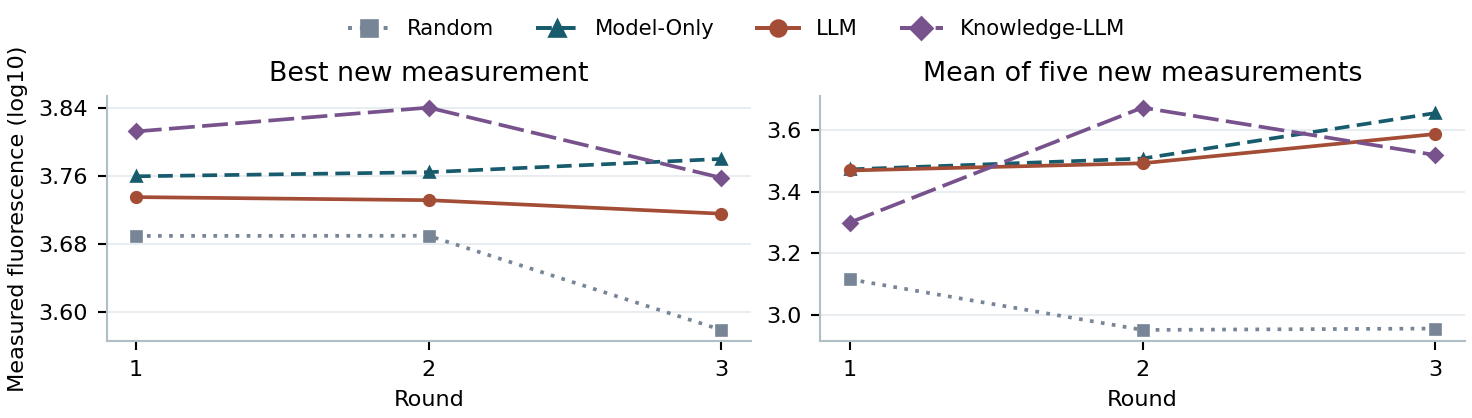 Random Model-Only LLM Knowledge-LLM
Best new measurement
Measured fluorescence (log10)
3.84
3.76
3.68
3.60
1 2 3
Round
Mean of five new measurements
3.6
3.4
3.2
3.0
1 2 3
Round